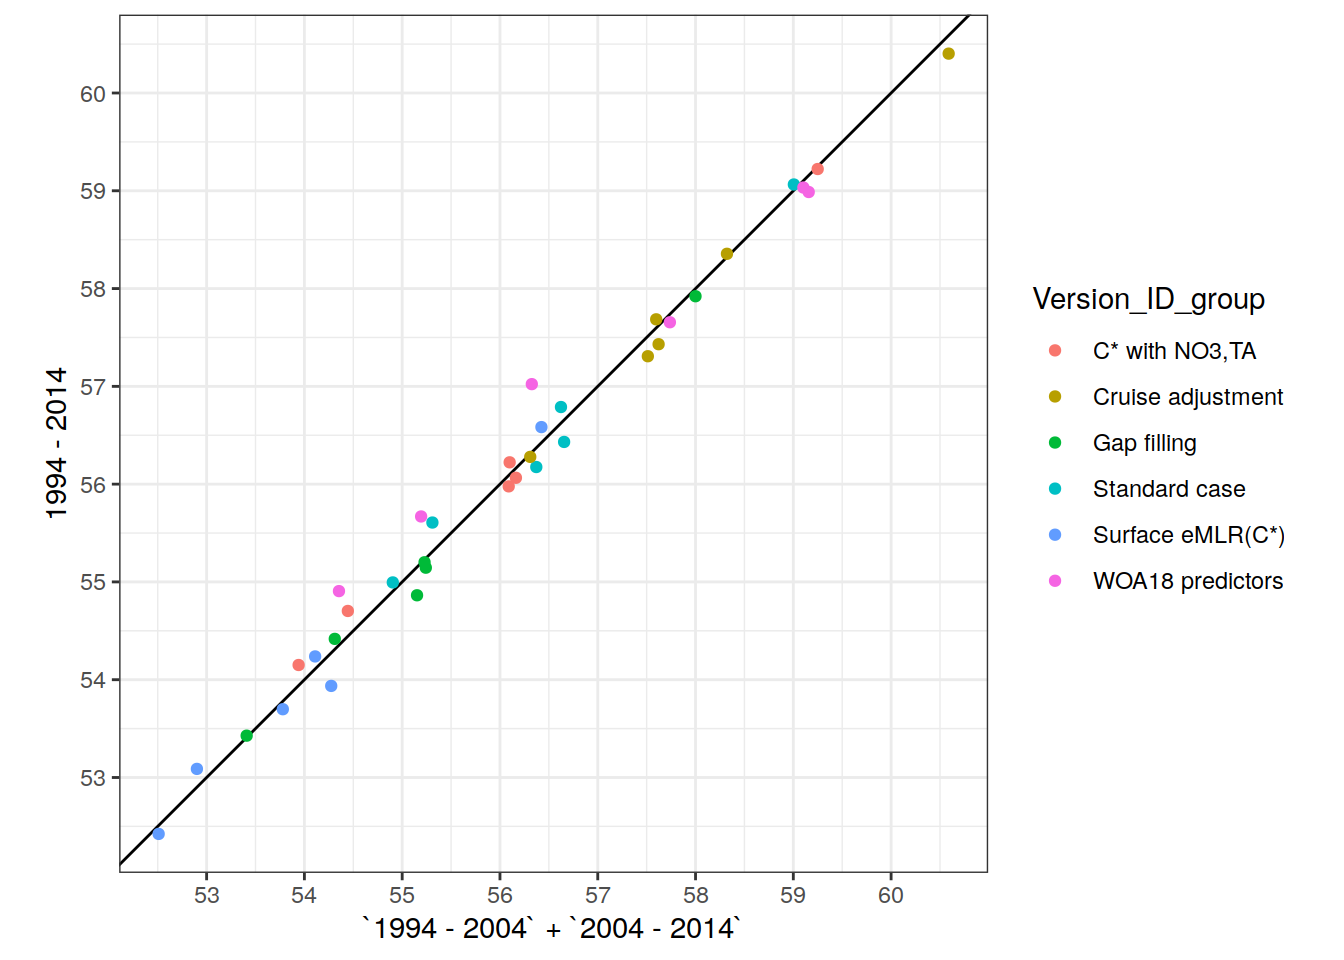 60
59
58
57
56
55
54
53
1994 - 2014
53 54 55 56 57 58 59 60
`1994 - 2004` + `2004 - 2014`
Version_ID_group
C* with NO3,TA
Cruise adjustment
Gap filling
Standard case
Surface eMLR(C*)
WOA18 predictors